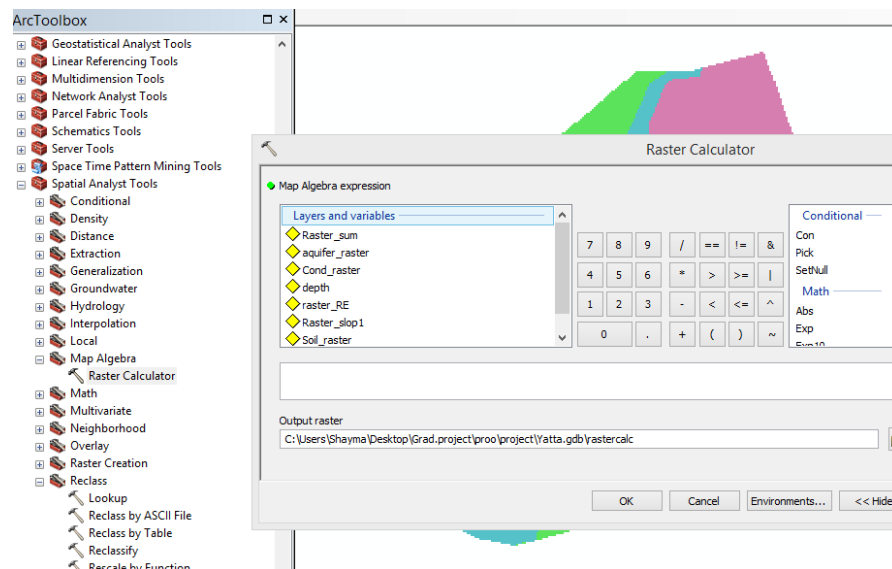 ArcToolbox
Geostatistical Analyst Tools
Linear Referencing Tools
Multidimension Tools
Network Analyst Tools
Parcel Fabric Tools
Schematics Tools
Server Tools
Space Time Pattern Mining Tools
Spatial Analyst Tools
Conditional
Density
Distance
Extraction
Generalization
Groundwater
Hydrology
Interpolation
Local
Map Algebra
Raster Calculator
Math
Multivariate
Neighborhood
Overlay
Raster Creation
Reclass
Lookup
Reclass by ASCII File
Reclass by Table
Reclassify
Rescale by Function
Raster Calculator
Map Algebra expression
Layers and variables
Raster_sum
aquifer_raster
Cond_raster
depth
raster_RE
Raster_slop1
Soil_raster
7 8 9 / == != &
4 5 6 * > >= |
1 2 3 - < <= ^
0 . + ( ) ~
Conditional
Con
Pick
SetNull
Math
Abs
Exp
Exp10
Output raster
C:\Users\Shayma\Desktop\Grad.project\proo\project\Yatta.gdb\rastercalc
OK Cancel Environments... << Hide